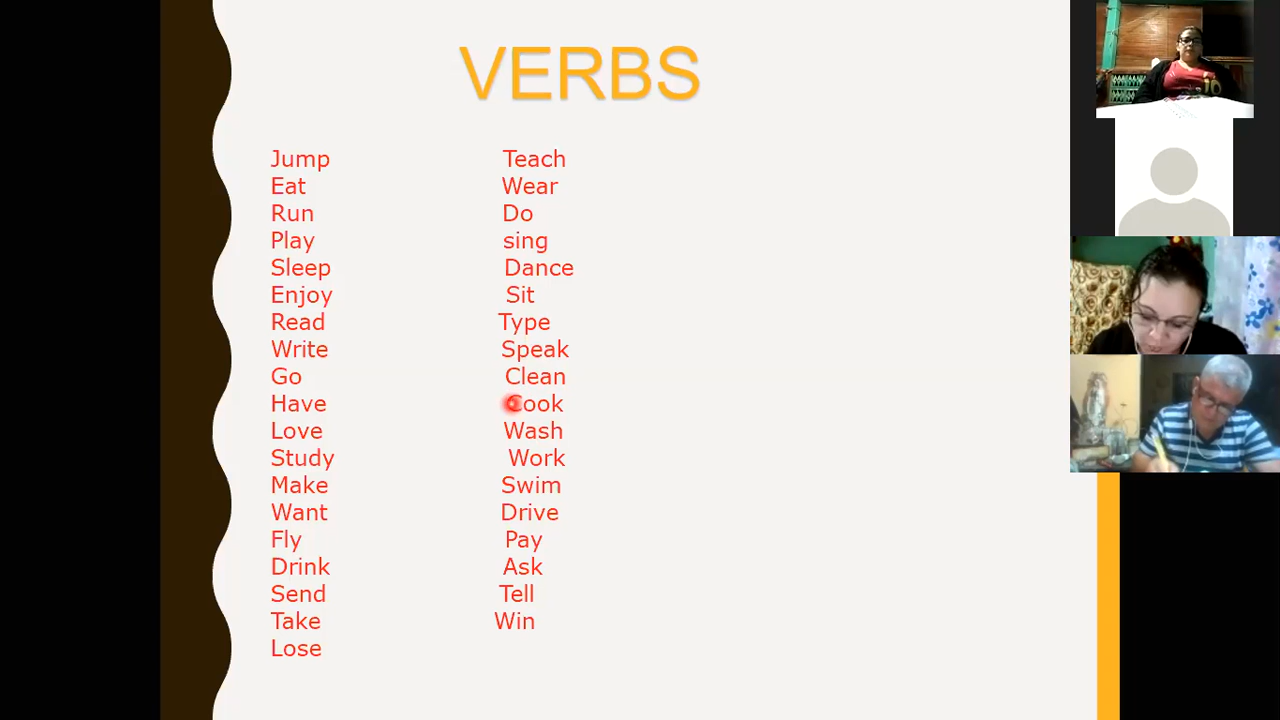 VERBS
Jump Teach
Eat Wear
Run Do
Play sing
Sleep Dance
Enjoy Sit
Read Type
Write Speak
Go Clean
Have Cook
Love Wash
Study Work
Make Swim
Want Drive
Fly Pay
Drink Ask
Send Tell
Take Win
Lose